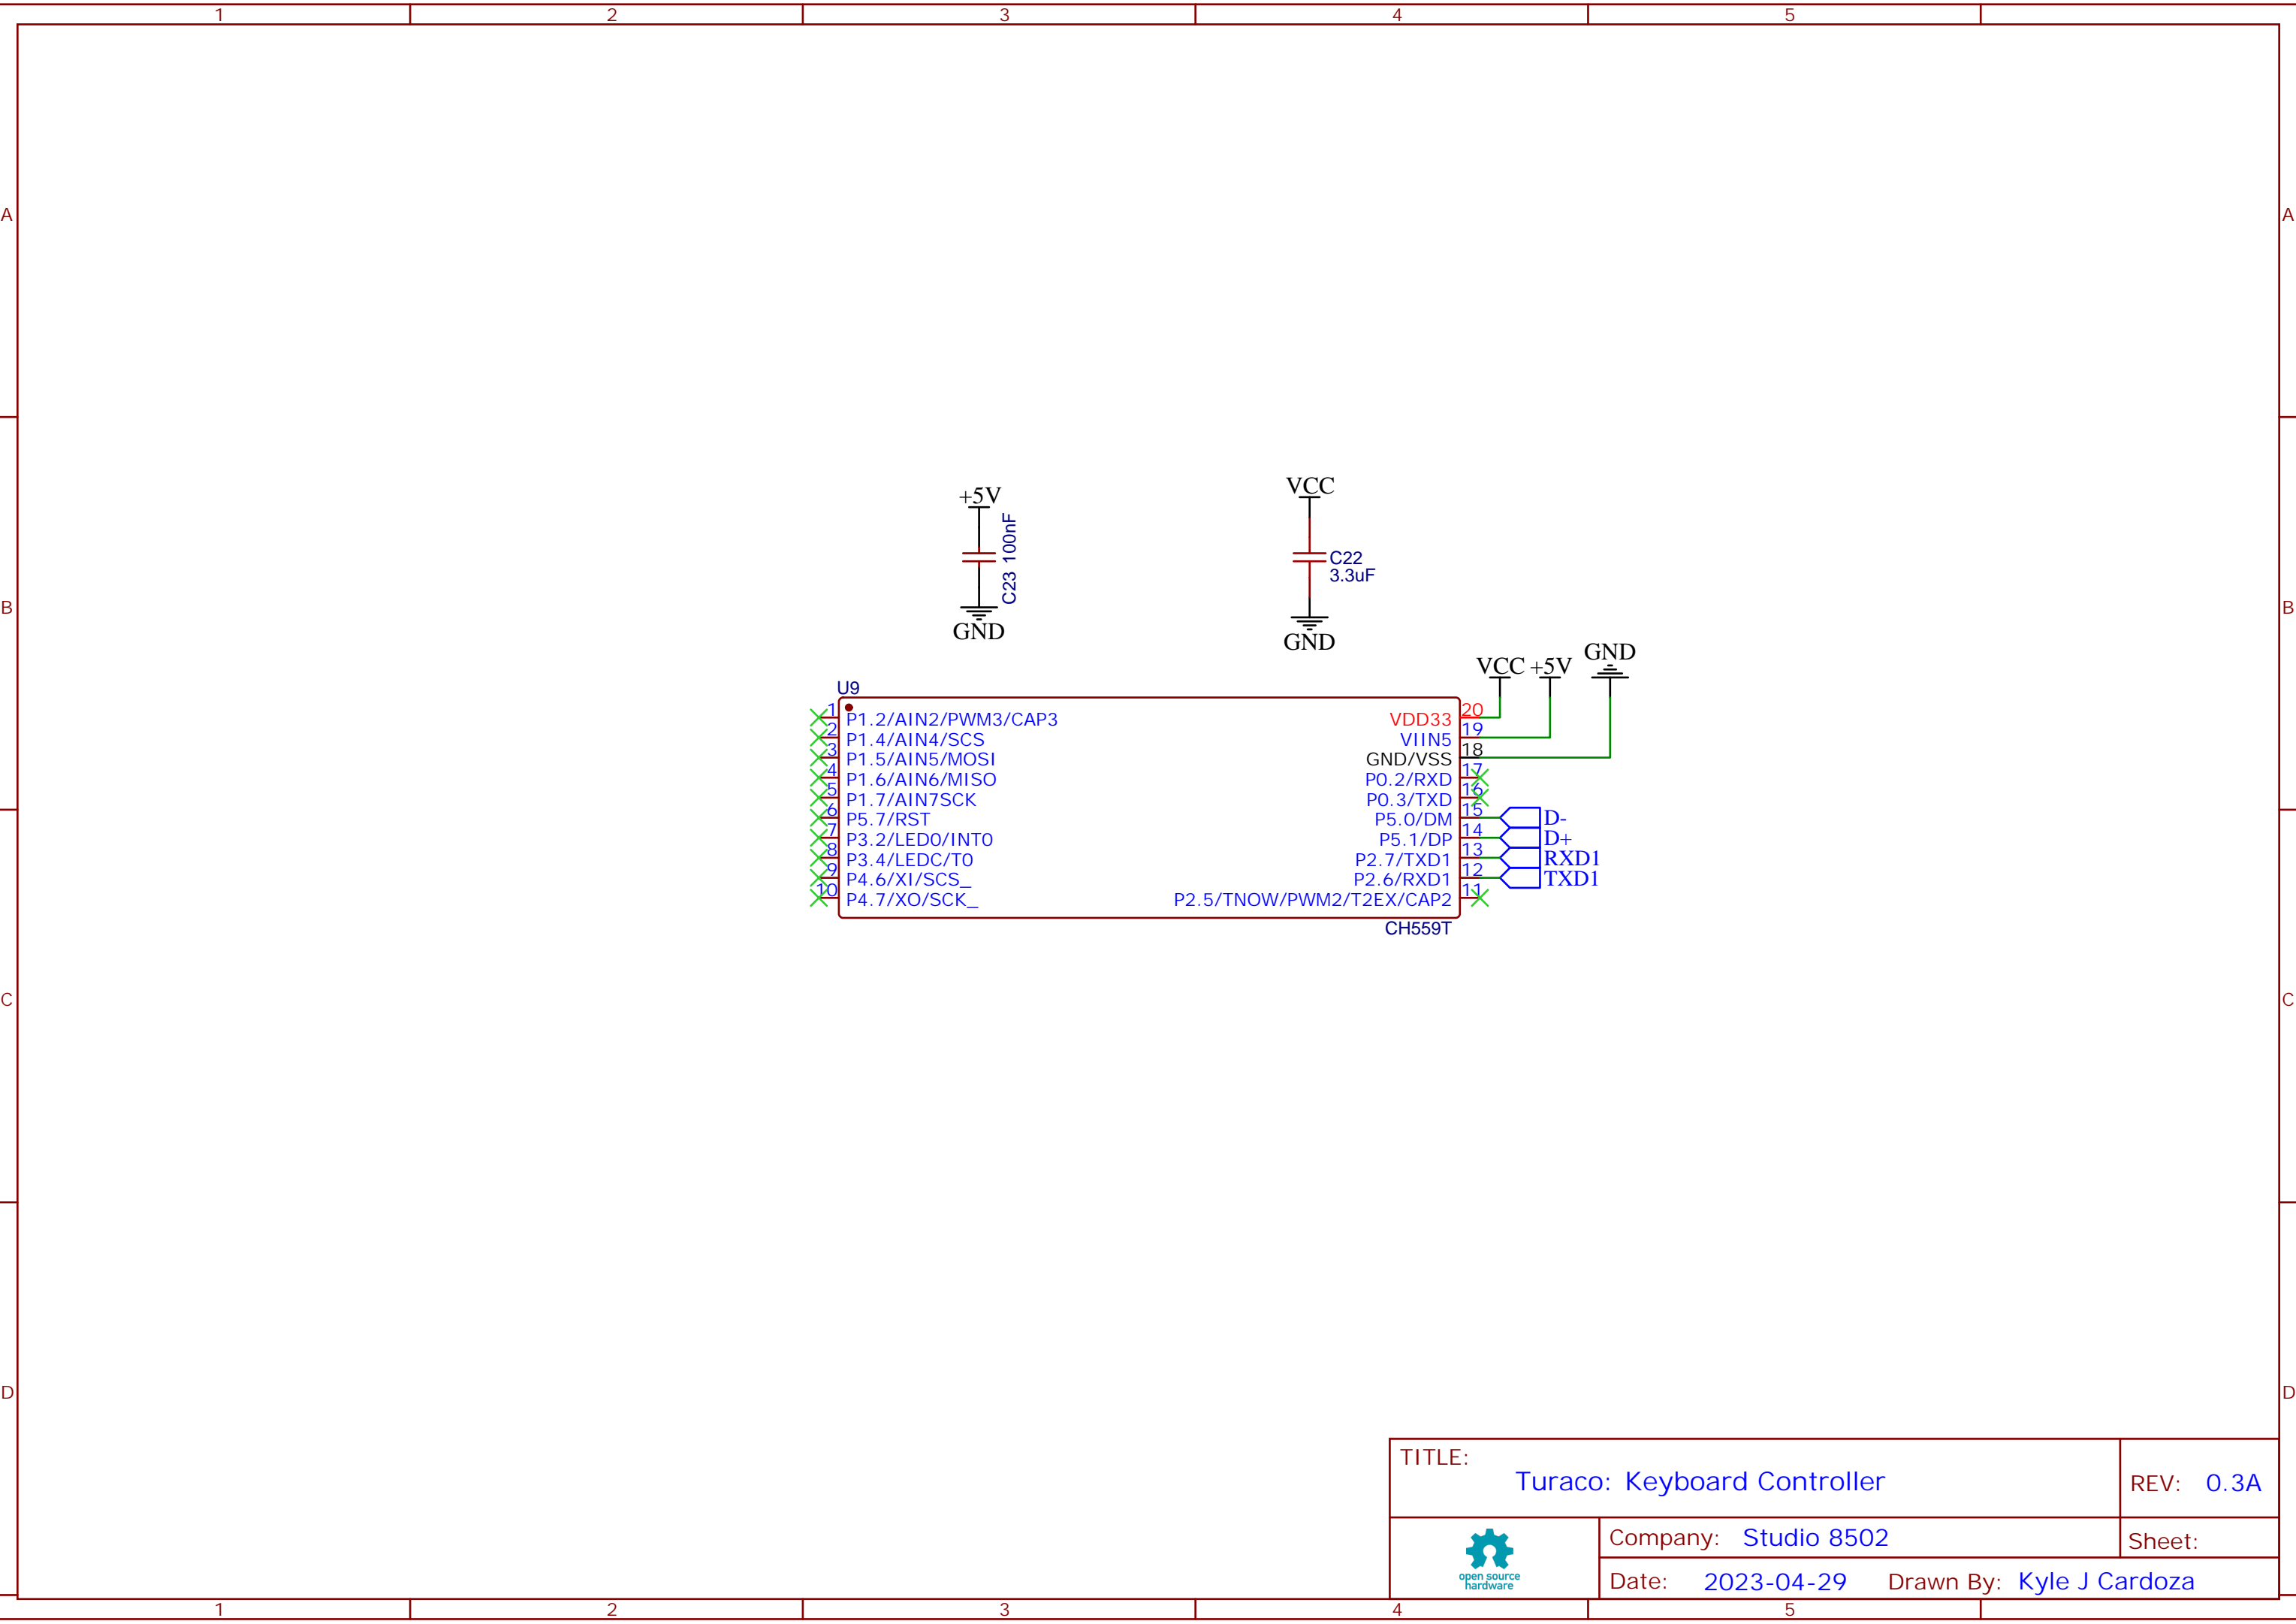 1 2 3 4 5
A A
+5V
C23 100nF
GND
VCC
C22
3.3uF
GND
B B
VCC +5V GND
U9
1 P1.2/AIN2/PWM3/CAP3
2 P1.4/AIN4/SCS
3 P1.5/AIN5/MOSI
4 P1.6/AIN6/MISO
5 P1.7/AIN7SCK
6 P5.7/RST
7 P3.2/LED0/INT0
8 P3.4/LEDC/T0
9 P4.6/XI/SCS_
10 P4.7/XO/SCK_
VDD33 20
VIIN5 19
GND/VSS 18
P0.2/RXD 17
P0.3/TXD 16
P5.0/DM 15 D-
P5.1/DP 14 D+
P2.7/TXD1 13 RXD1
P2.6/RXD1 12 TXD1
P2.5/TNOW/PWM2/T2EX/CAP2 11
CH559T
C C
D D
TITLE:
Turaco: Keyboard Controller
REV: 0.3A
open source
hardware
Company: Studio 8502
Sheet:
Date: 2023-04-29 Drawn By: Kyle J Cardoza
1 2 3 4 5